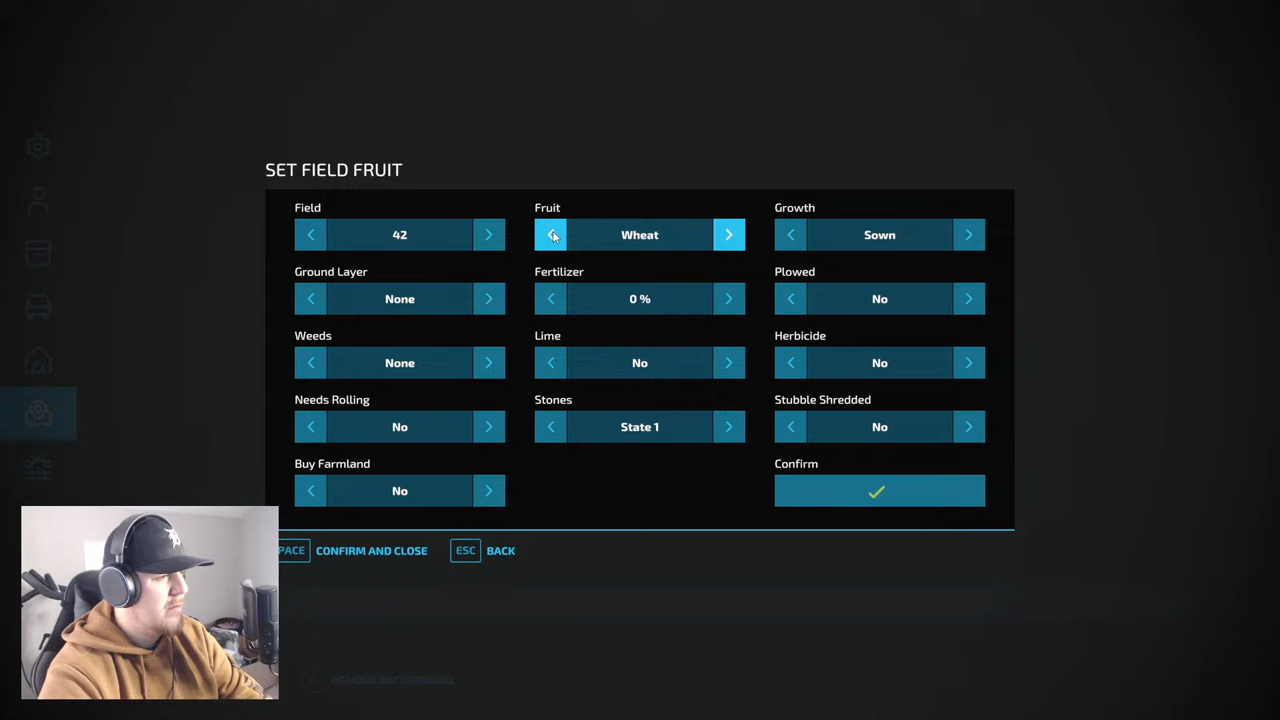 SET FIELD FRUIT
Field
Fruit
Growth
42
Wheat
Sown
Ground Layer
Fertilizer
Plowed
None
0 %
No
Weeds
Lime
Herbicide
None
No
No
Needs Rolling
Stones
Stubble Shredded
No
State 1
No
Buy Farmland
Confirm
No
PACE CONFIRM AND CLOSE ESC BACK
REMOVE BACKGROUND